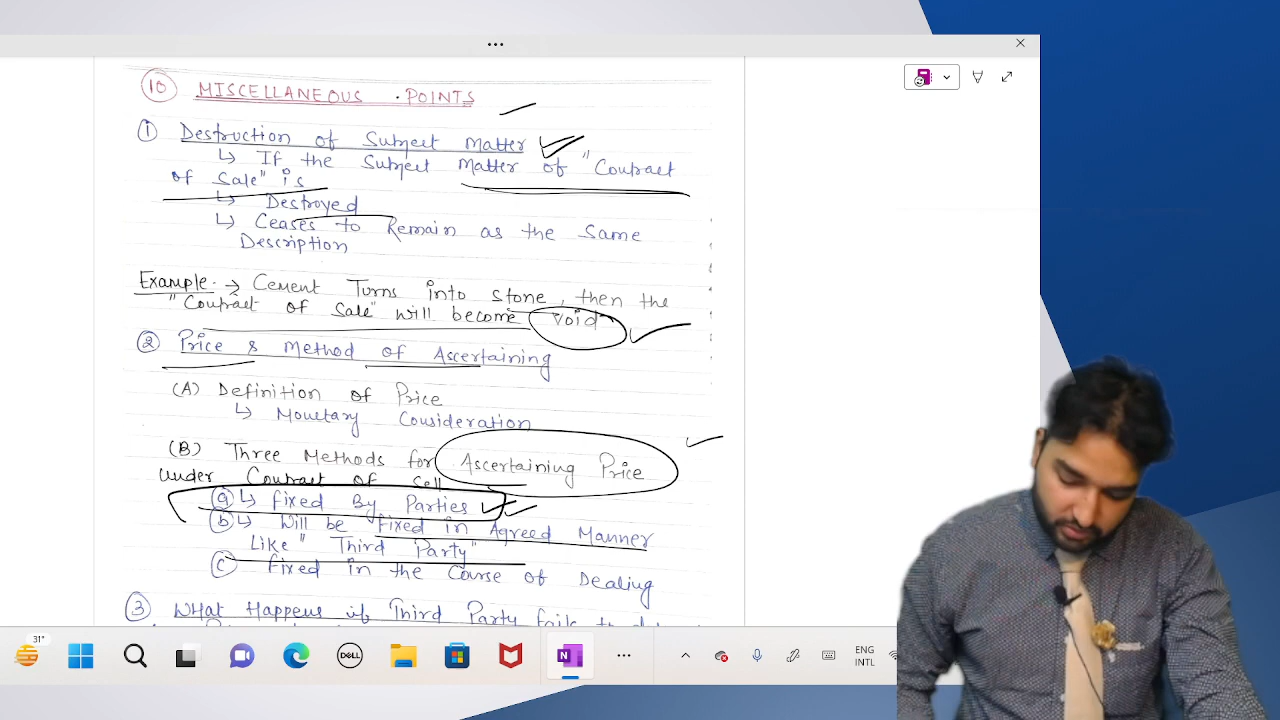 10 MISCELLANEOUS POINTS
1 Destruction of Subject Matter
↳ If the Subject Matter of "Contract
of Sale" is
↳ Destroyed
↳ Ceases to Remain as the Same
Description
Example → Cement Turns into stone, then the
"Contract of Sale" will become void
2 Price & Method of Ascertaining
(A) Definition of Price
↳ Monetary Consideration
(B) Three Methods for Ascertaining Price
under Contract of Sell
a ↳ fixed By Parties
b ↳ Will be fixed in Agreed Manner
Like "Third Party"
c fixed in the Course of Dealing
3 WHat Happens if Third Party fails to
31°
DELL
ENG
INTL